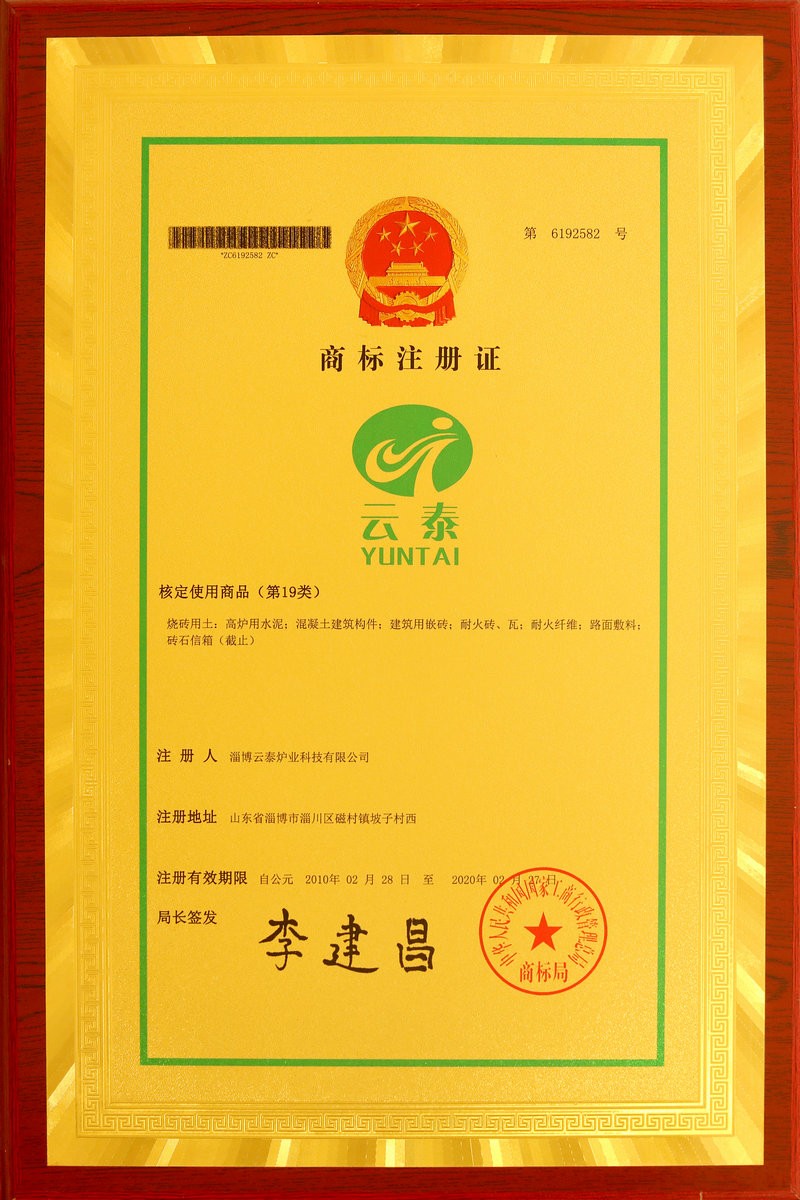 第 6192582 号
*ZC6192582 ZC*
商标注册证
云泰
YUNTAI
核定使用商品（第19类）
烧砖用土；高炉用水泥；混凝土建筑构件；建筑用嵌砖；耐火砖、瓦；耐火纤维；路面敷料；
砖石信箱（截止）
注 册 人 淄博云泰炉业科技有限公司
注册地址 山东省淄博市淄川区磁村镇坡子村西
注册有效期限 自公元 2010年 02 月 28 日 至 2020年 02 月 27 日
局长签发 李建昌
中华人民共和国国家工商行政管理总局
商标局